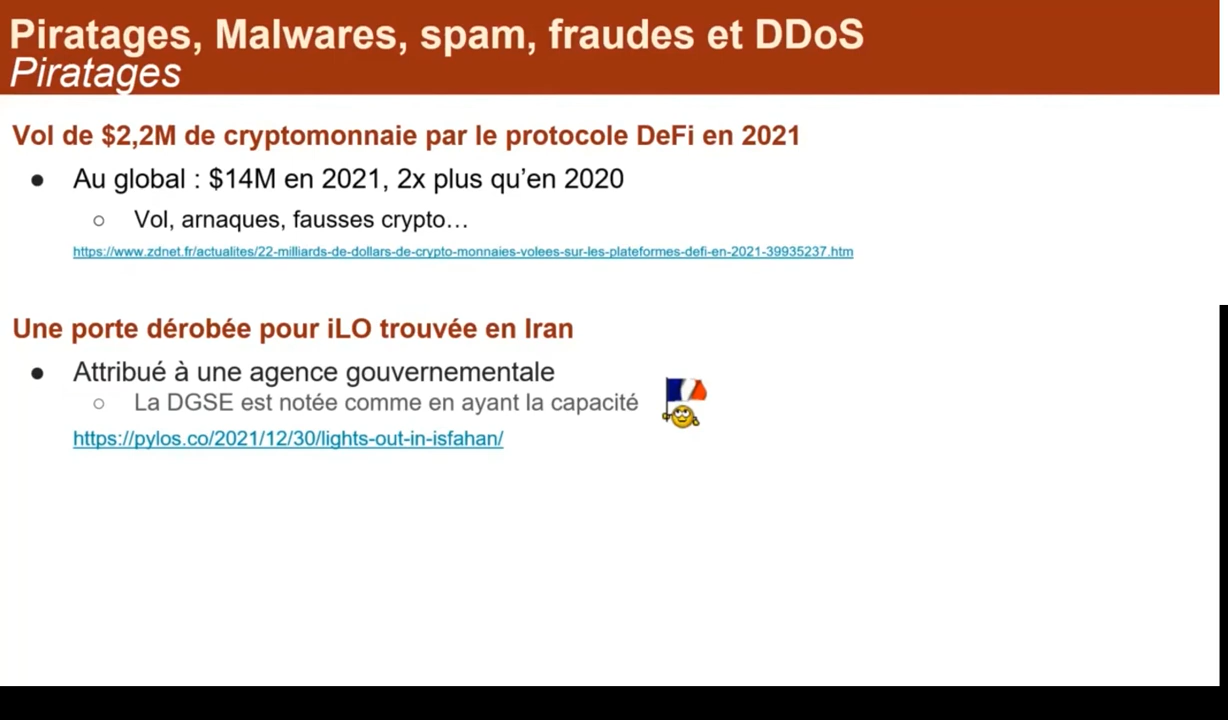 Piratages, Malwares, spam, fraudes et DDoS
Piratages
Vol de $2,2M de cryptomonnaie par le protocole DeFi en 2021
● Au global : $14M en 2021, 2x plus qu’en 2020
○ Vol, arnaques, fausses crypto…
https://www.zdnet.fr/actualites/22-milliards-de-dollars-de-crypto-monnaies-volees-sur-les-plateformes-defi-en-2021-39935237.htm
Une porte dérobée pour iLO trouvée en Iran
● Attribué à une agence gouvernementale
○ La DGSE est notée comme en ayant la capacité
https://pylos.co/2021/12/30/lights-out-in-isfahan/